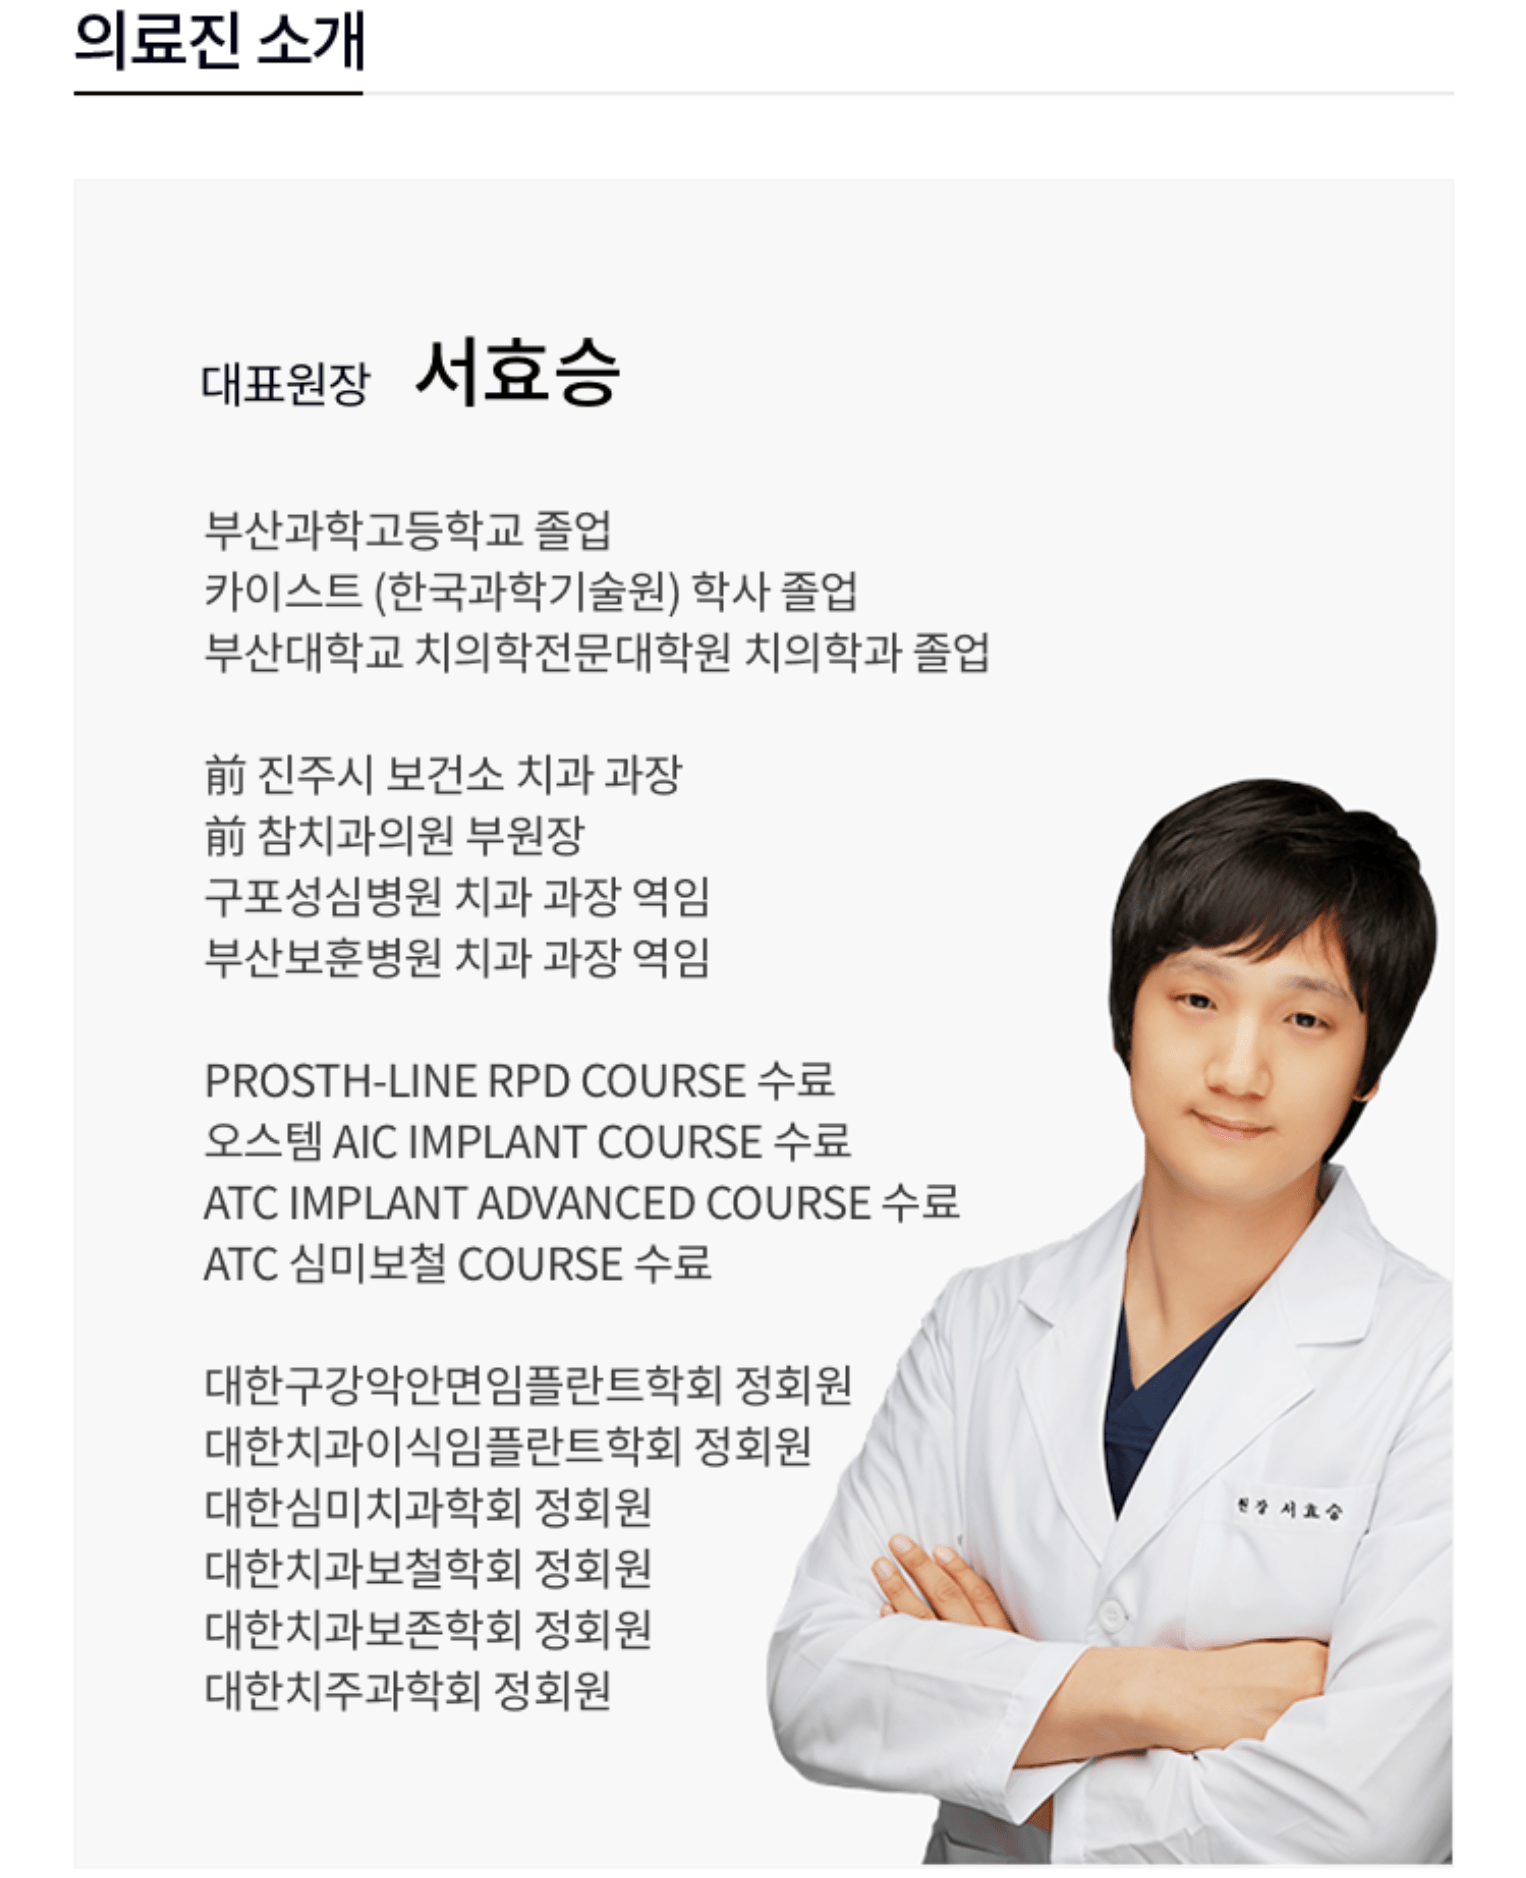 의료진 소개
대표원장 서효승
부산과학고등학교 졸업
카이스트 (한국과학기술원) 학사 졸업
부산대학교 치의학전문대학원 치의학과 졸업
前 진주시 보건소 치과 과장
前 참치과의원 부원장
구포성심병원 치과 과장 역임
부산보훈병원 치과 과장 역임
PROSTH-LINE RPD COURSE 수료
오스템 AIC IMPLANT COURSE 수료
ATC IMPLANT ADVANCED COURSE 수료
ATC 심미보철 COURSE 수료
대한구강악안면임플란트학회 정회원
대한치과이식임플란트학회 정회원
대한심미치과학회 정회원
대한치과보철학회 정회원
대한치과보존학회 정회원
대한치주과학회 정회원
원장 서효승